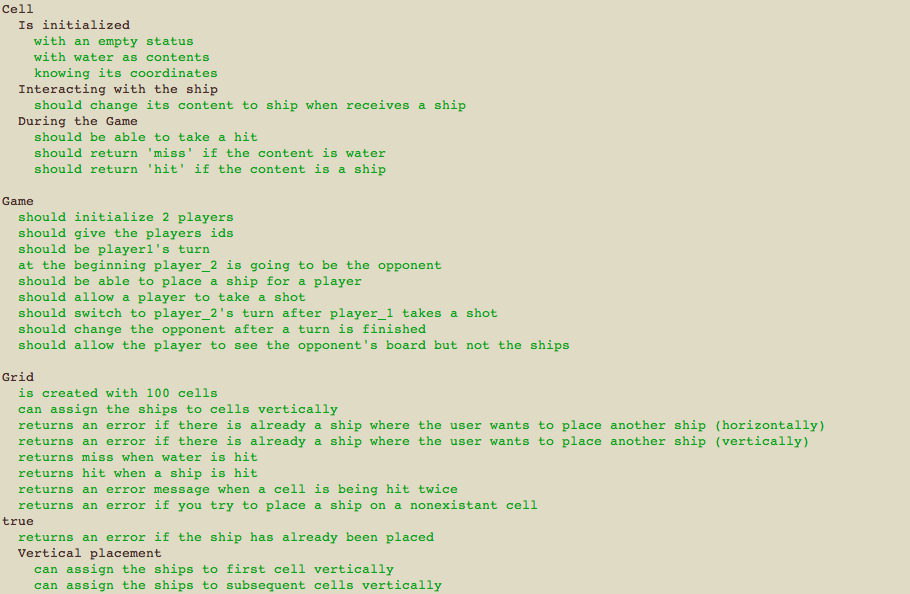 Cell
  Is initialized
    with an empty status
    with water as contents
    knowing its coordinates
  Interacting with the ship
    should change its content to ship when receives a ship
  During the Game
    should be able to take a hit
    should return 'miss' if the content is water
    should return 'hit' if the content is a ship

Game
  should initialize 2 players
  should give the players ids
  should be player1's turn
  at the beginning player_2 is going to be the opponent
  should be able to place a ship for a player
  should allow a player to take a shot
  should switch to player_2's turn after player_1 takes a shot
  should change the opponent after a turn is finished
  should allow the player to see the opponent's board but not the ships

Grid
  is created with 100 cells
  can assign the ships to cells vertically
  returns an error if there is already a ship where the user wants to place another ship (horizontally)
  returns an error if there is already a ship where the user wants to place another ship (vertically)
  returns miss when water is hit
  returns hit when a ship is hit
  returns an error message when a cell is being hit twice
  returns an error if you try to place a ship on a nonexistant cell
true
  returns an error if the ship has already been placed
  Vertical placement
    can assign the ships to first cell vertically
    can assign the ships to subsequent cells vertically